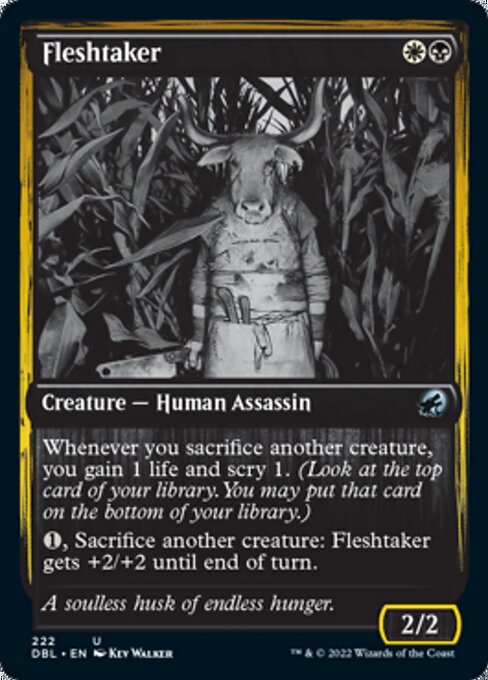 Fleshtaker
Creature — Human Assassin
Whenever you sacrifice another creature,
you gain 1 life and scry 1. (Look at the top
card of your library. You may put that card
on the bottom of your library.)
1, Sacrifice another creature: Fleshtaker
gets +2/+2 until end of turn.
A soulless husk of endless hunger.
2/2
222 U
DBL • EN Kev Walker
™ & © 2022 Wizards of the Coast